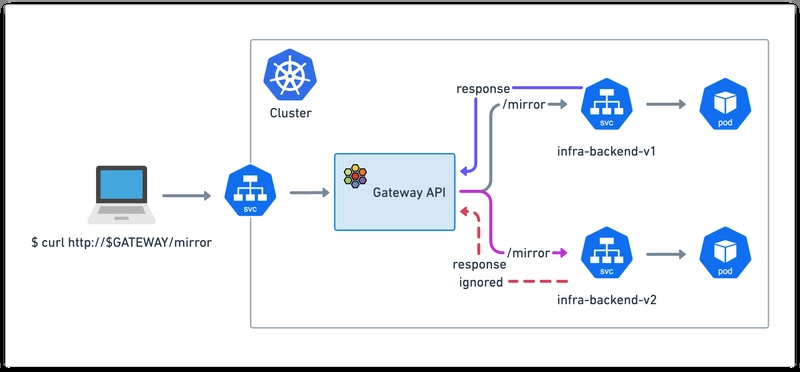 Cluster
$ curl http://$GATEWAY/mirror
svc
Gateway API
response
/mirror
svc
infra-backend-v1
pod
/mirror
response
ignored
svc
infra-backend-v2
pod